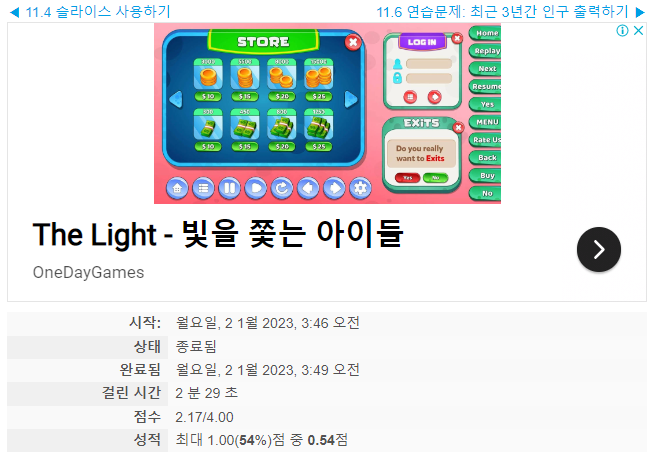 ◀ 11.4 슬라이스 사용하기
11.6 연습문제: 최근 3년간 인구 출력하기 ▶
STORE
$10 $15 $20 $25
$10 $15 $20 $25
LOG IN
EXiTS
Do you really
want to Exits
Yes No
Home
Replay
Next
Resume
Yes
MENU
Rate Us
Back
Buy
No
The Light - 빛을 쫓는 아이들
OneDayGames
시작: 월요일, 2 1월 2023, 3:46 오전
상태 종료됨
완료됨 월요일, 2 1월 2023, 3:49 오전
걸린 시간 2 분 29 초
점수 2.17/4.00
성적 최대 1.00(54%)점 중 0.54점